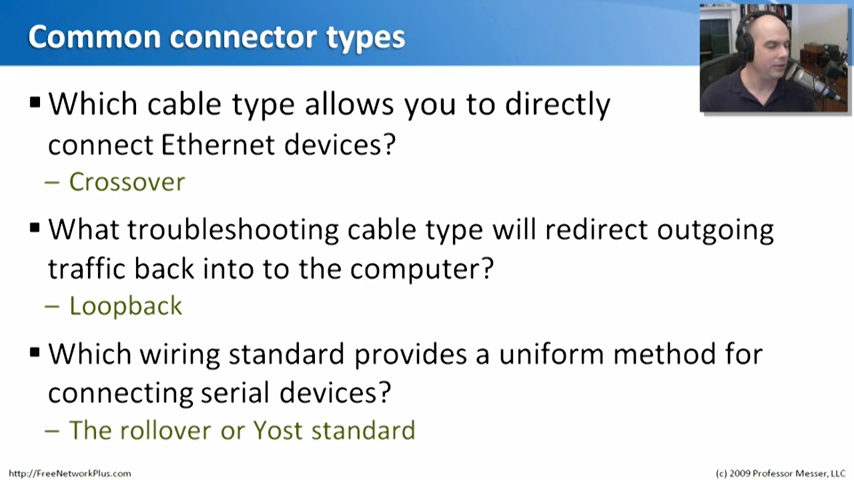 Common connector types
▪ Which cable type allows you to directly
connect Ethernet devices?
– Crossover
▪ What troubleshooting cable type will redirect outgoing
traffic back into to the computer?
– Loopback
▪ Which wiring standard provides a uniform method for
connecting serial devices?
– The rollover or Yost standard
http://FreeNetworkPlus.com
(c) 2009 Professor Messer, LLC